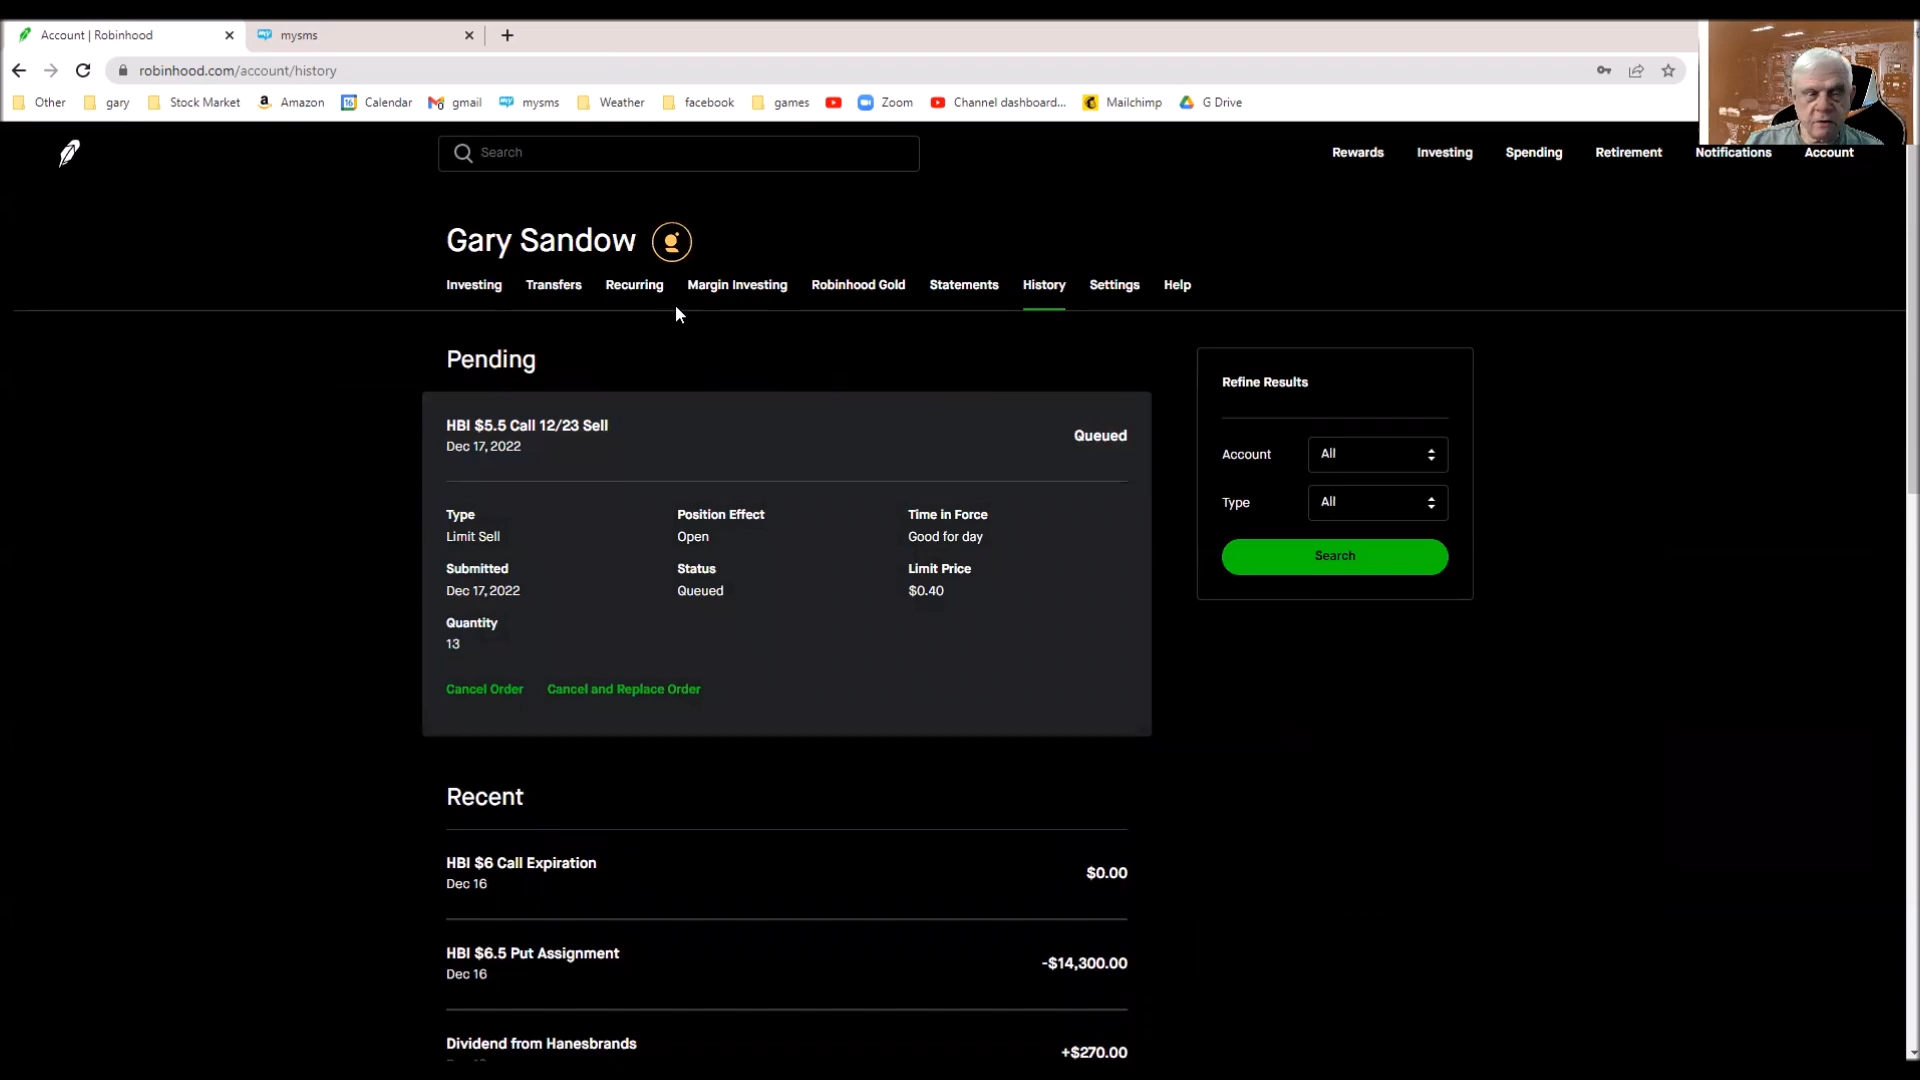 Account | Robinhood
mysms
robinhood.com/account/history
Other gary Stock Market Amazon Calendar gmail mysms Weather facebook games Zoom Channel dashboard... Mailchimp G Drive
Search
Rewards Investing Spending Retirement Notifications Account
Gary Sandow
Investing Transfers Recurring Margin Investing Robinhood Gold Statements History Settings Help
Pending
HBI $5.5 Call 12/23 Sell
Dec 17, 2022
Queued
Type
Limit Sell
Position Effect
Open
Time in Force
Good for day
Submitted
Dec 17, 2022
Status
Queued
Limit Price
$0.40
Quantity
13
Cancel Order Cancel and Replace Order
Refine Results
Account All
Type All
Search
Recent
HBI $6 Call Expiration
Dec 16
$0.00
HBI $6.5 Put Assignment
Dec 16
-$14,300.00
Dividend from Hanesbrands
+$270.00